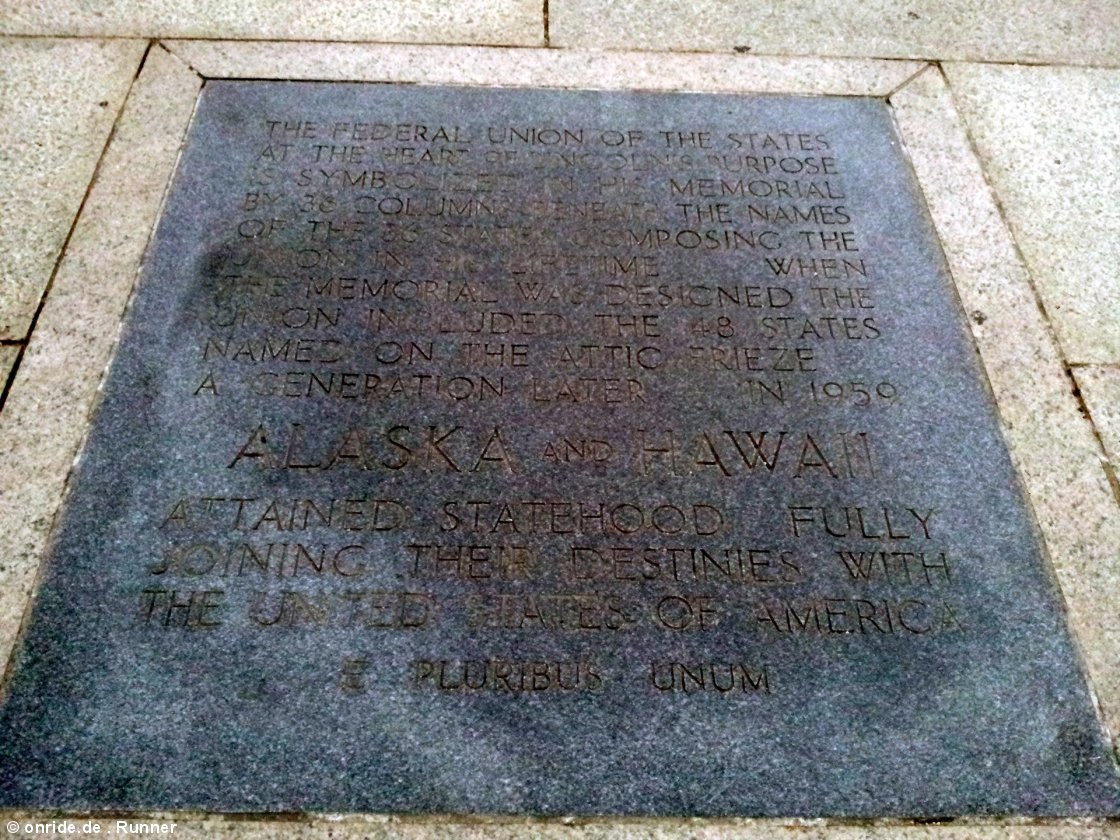 THE FEDERAL UNION OF THE STATES
AT THE HEART OF LINCOLN'S PURPOSE
IS SYMBOLIZED IN HIS MEMORIAL
BY 36 COLUMNS BENEATH THE NAMES
OF THE 36 STATES COMPOSING THE
UNION IN HIS LIFETIME WHEN
THE MEMORIAL WAS DESIGNED THE
UNION INCLUDED THE 48 STATES
NAMED ON THE ATTIC FRIEZE
A GENERATION LATER IN 1959
ALASKA AND HAWAII
ATTAINED STATEHOOD FULLY
JOINING THEIR DESTINIES WITH
THE UNITED STATES OF AMERICA
E PLURIBUS UNUM
© onride.de . Runner